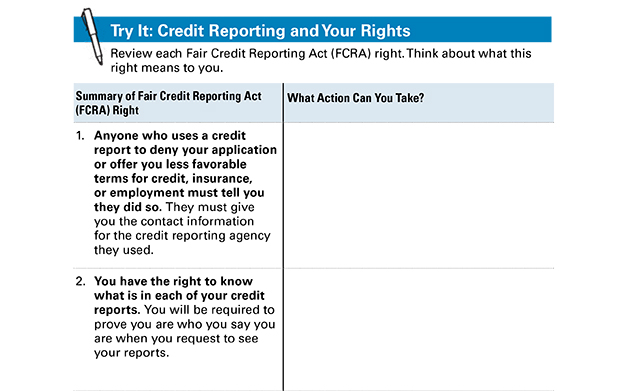 Try It: Credit Reporting and Your Rights
Review each Fair Credit Reporting Act (FCRA) right. Think about what this
right means to you.
Summary of Fair Credit Reporting Act
(FCRA) Right
What Action Can You Take?
1. Anyone who uses a credit
report to deny your application
or offer you less favorable
terms for credit, insurance,
or employment must tell you
they did so. They must give
you the contact information
for the credit reporting agency
they used.
2. You have the right to know
what is in each of your credit
reports. You will be required to
prove you are who you say you
are when you request to see
your reports.